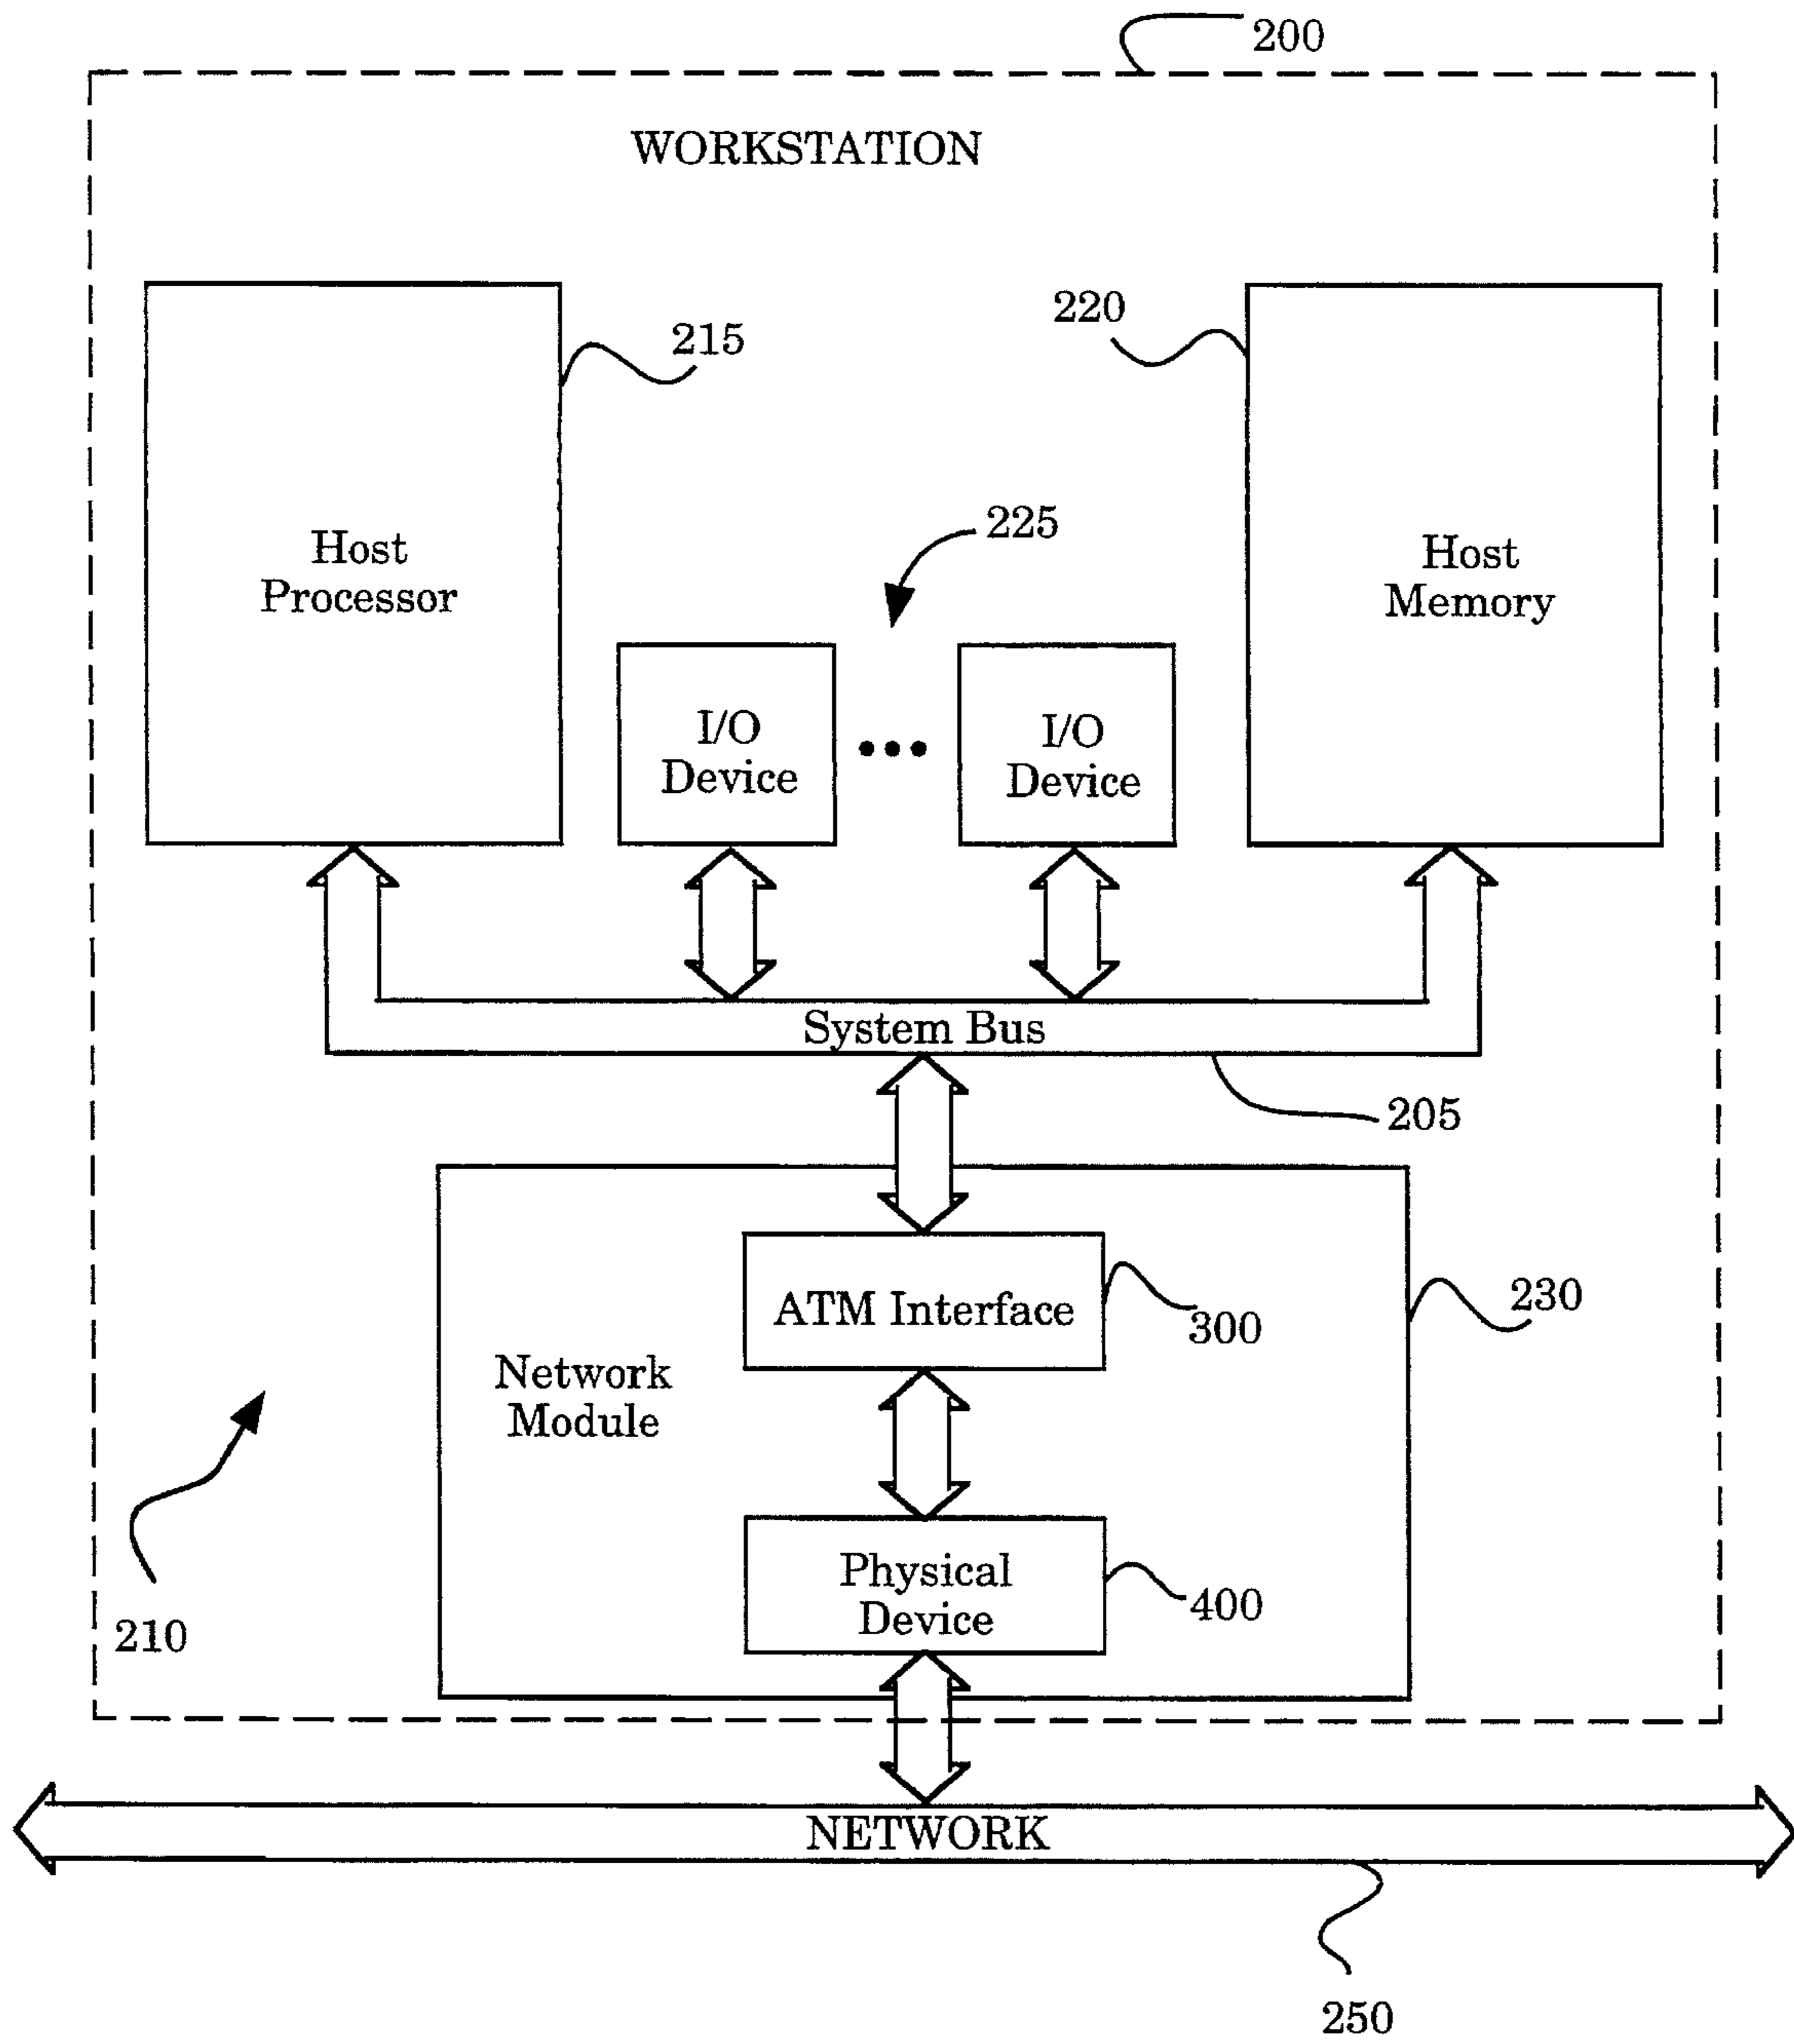 200
WORKSTATION
215
220
225
Host
Processor
Host
Memory
I/O
Device
I/O
Device
System Bus
205
ATM Interface
300
230
Network
Module
Physical
Device
400
210
NETWORK
250